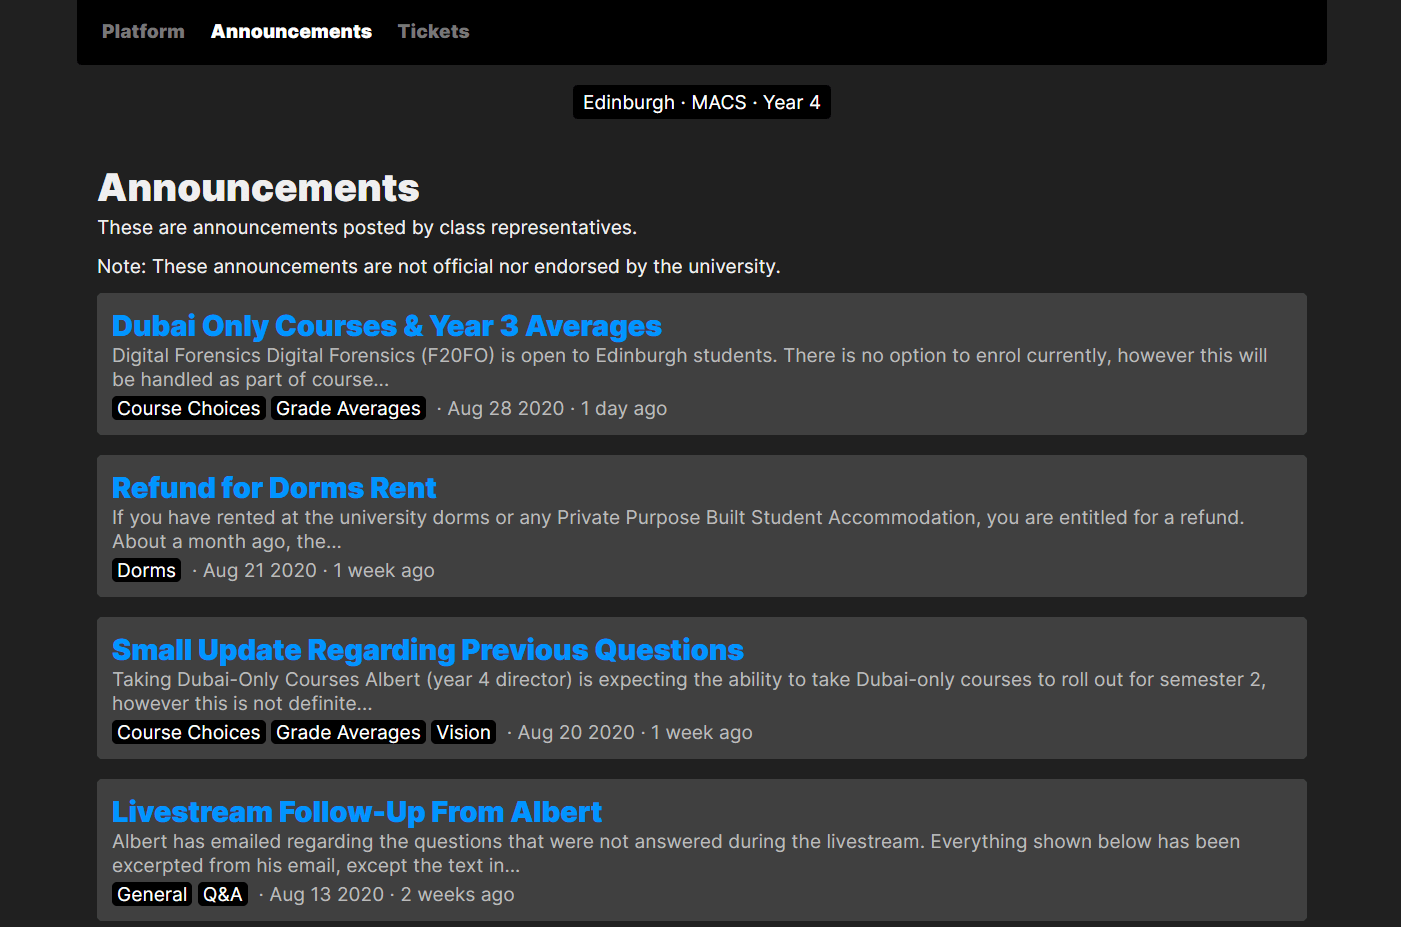 Platform Announcements Tickets
Edinburgh · MACS · Year 4
Announcements
These are announcements posted by class representatives.
Note: These announcements are not official nor endorsed by the university.
Dubai Only Courses & Year 3 Averages
Digital Forensics Digital Forensics (F20FO) is open to Edinburgh students. There is no option to enrol currently, however this will
be handled as part of course...
Course Choices Grade Averages · Aug 28 2020 · 1 day ago
Refund for Dorms Rent
If you have rented at the university dorms or any Private Purpose Built Student Accommodation, you are entitled for a refund.
About a month ago, the...
Dorms · Aug 21 2020 · 1 week ago
Small Update Regarding Previous Questions
Taking Dubai-Only Courses Albert (year 4 director) is expecting the ability to take Dubai-only courses to roll out for semester 2,
however this is not definite...
Course Choices Grade Averages Vision · Aug 20 2020 · 1 week ago
Livestream Follow-Up From Albert
Albert has emailed regarding the questions that were not answered during the livestream. Everything shown below has been
excerpted from his email, except the text in...
General Q&A · Aug 13 2020 · 2 weeks ago